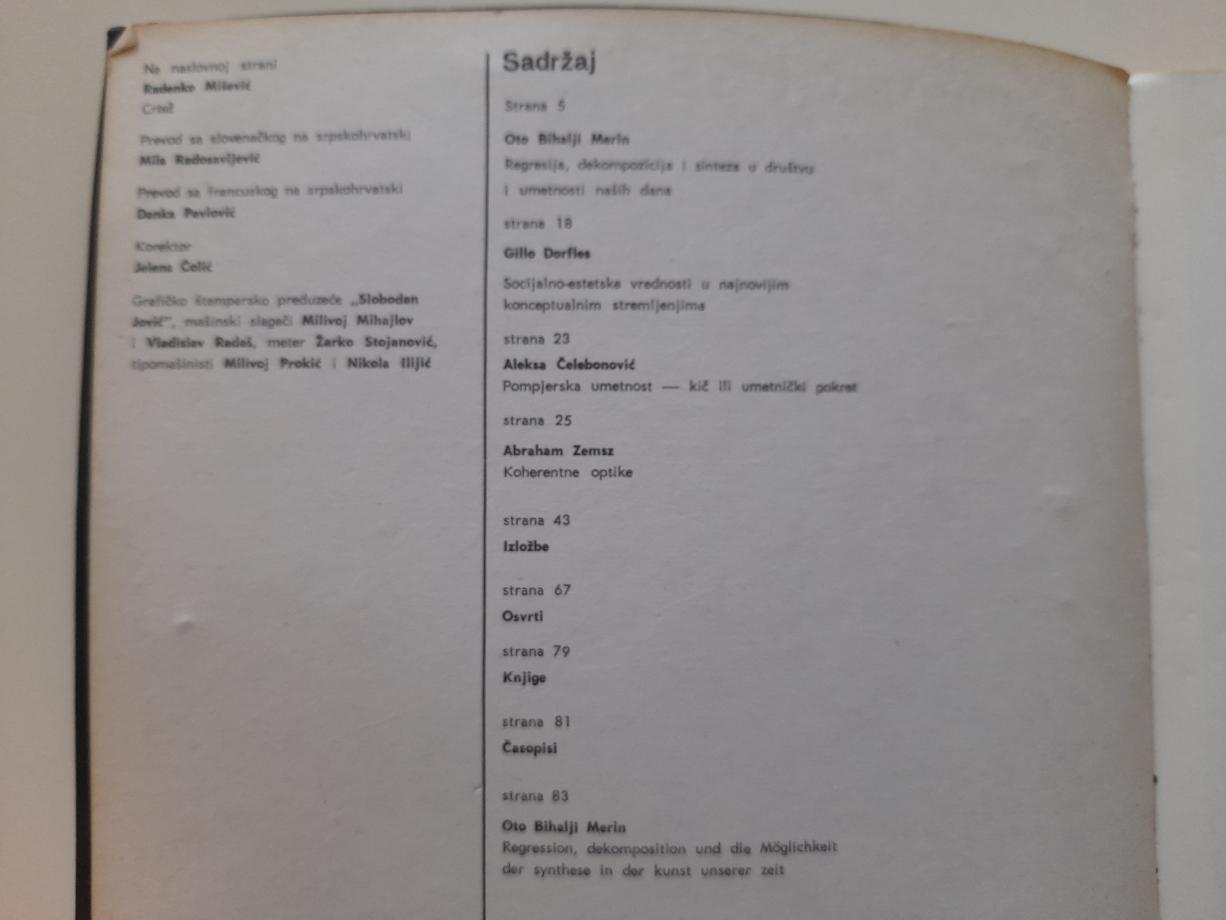 Na naslovnoj strani
Radenko Mišević
Crtež
Prevod sa slovenačkog na srpskohrvatski
Mila Radosavljević
Prevod sa francuskog na srpskohrvatski
Danka Pavlović
Korektor
Jelena Čolić
Grafičko štamparsko preduzeće „Slobodan
Jović”, mašinski slagači Milivoj Mihajlov
i Vladislav Radaš, meter Žarko Stojanović,
tipomašinisti Milivoj Prokić i Nikola Ilijić
Sadržaj
Strana 5
Oto Bihalji Merin
Regresija, dekompozicija i sinteza u društvu
i umetnosti naših dana
strana 18
Gillo Dorfles
Socijalno-estetske vrednosti u najnovijim
konceptualnim stremljenjima
strana 23
Aleksa Čelebonović
Pompjerska umetnost — kič ili umetnički pokret
strana 25
Abraham Zemsz
Koherentne optike
strana 43
Izložbe
strana 67
Osvrti
strana 79
Knjige
strana 81
Časopisi
strana 83
Oto Bihalji Merin
Regression, dekomposition und die Möglichkeit
der synthese in der kunst unserer zeit